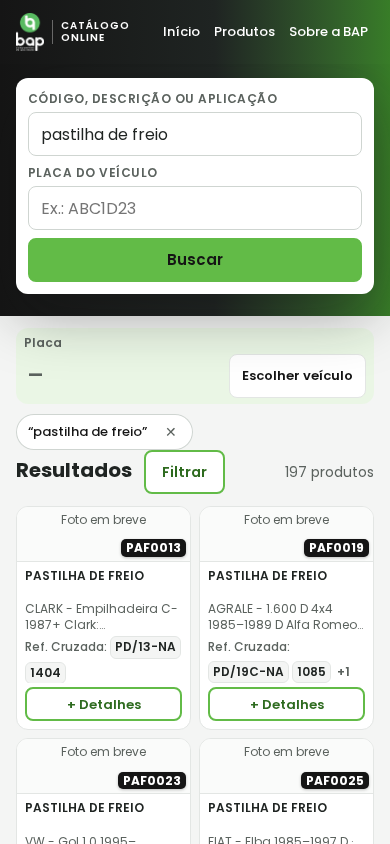 bap
CATÁLOGO
ONLINE
Início Produtos Sobre a BAP
CÓDIGO, DESCRIÇÃO OU APLICAÇÃO
pastilha de freio
PLACA DO VEÍCULO
Ex.: ABC1D23
Buscar
Placa
—
Escolher veículo
“pastilha de freio” ✕
Resultados
Filtrar
197 produtos
Foto em breve
PAF0013
PASTILHA DE FREIO
CLARK - Empilhadeira C-
1987+ Clark:…
Ref. Cruzada: PD/13-NA
1404
+ Detalhes
Foto em breve
PAF0019
PASTILHA DE FREIO
AGRALE - 1.600 D 4x4
1985–1989 D Alfa Romeo…
Ref. Cruzada:
PD/19C-NA 1085 +1
+ Detalhes
Foto em breve
PAF0023
PASTILHA DE FREIO
VW - Gol 1.0 1995–
Foto em breve
PAF0025
PASTILHA DE FREIO
FIAT - Elba 1985–1997 D ·